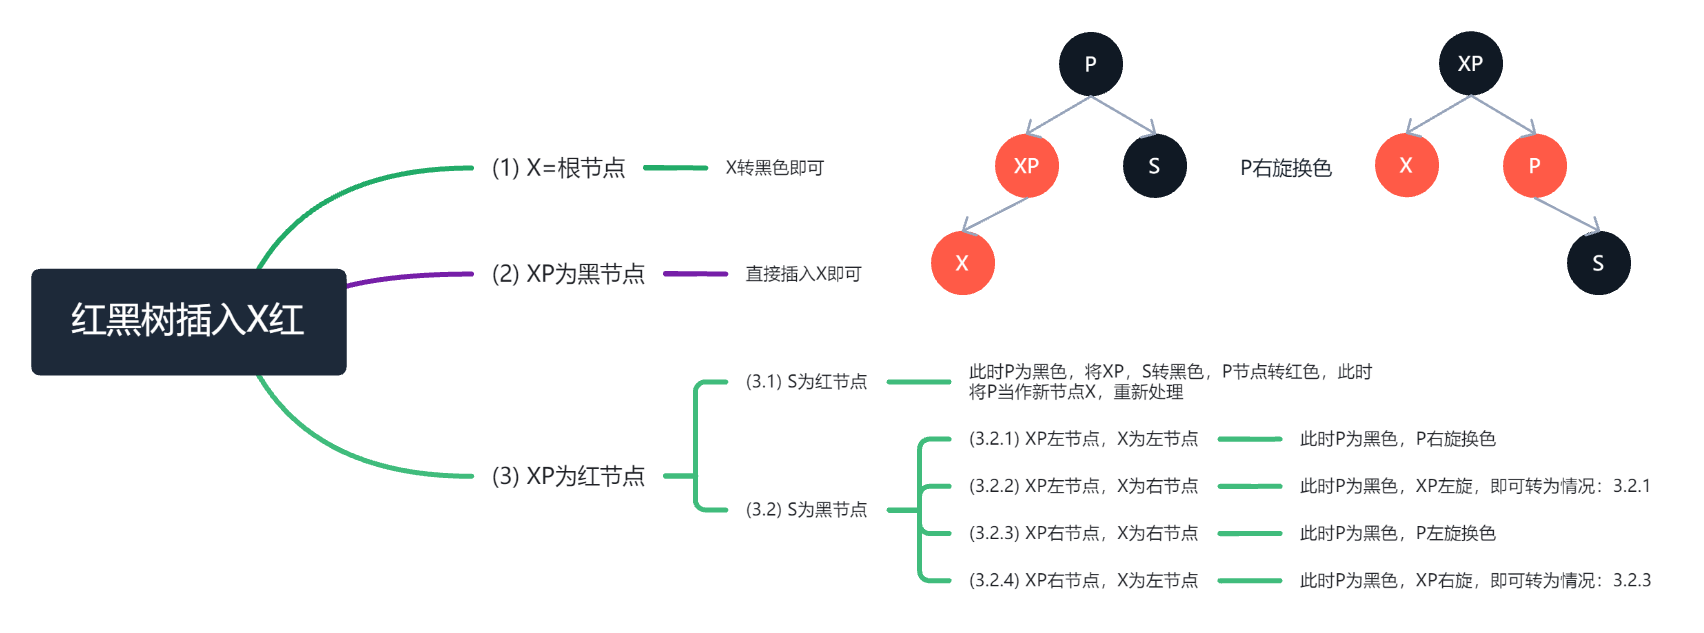 红黑树插入X红
(1) X=根节点
X转黑色即可
(2) XP为黑节点
直接插入X即可
(3) XP为红节点
(3.1) S为红节点
此时P为黑色，将XP，S转黑色，P节点转红色，此时
将P当作新节点X，重新处理
(3.2) S为黑节点
(3.2.1) XP左节点，X为左节点
此时P为黑色，P右旋换色
(3.2.2) XP左节点，X为右节点
此时P为黑色，XP左旋，即可转为情况：3.2.1
(3.2.3) XP右节点，X为右节点
此时P为黑色，P左旋换色
(3.2.4) XP右节点，X为左节点
此时P为黑色，XP右旋，即可转为情况：3.2.3
P
XP
S
X
P右旋换色
XP
X
P
S